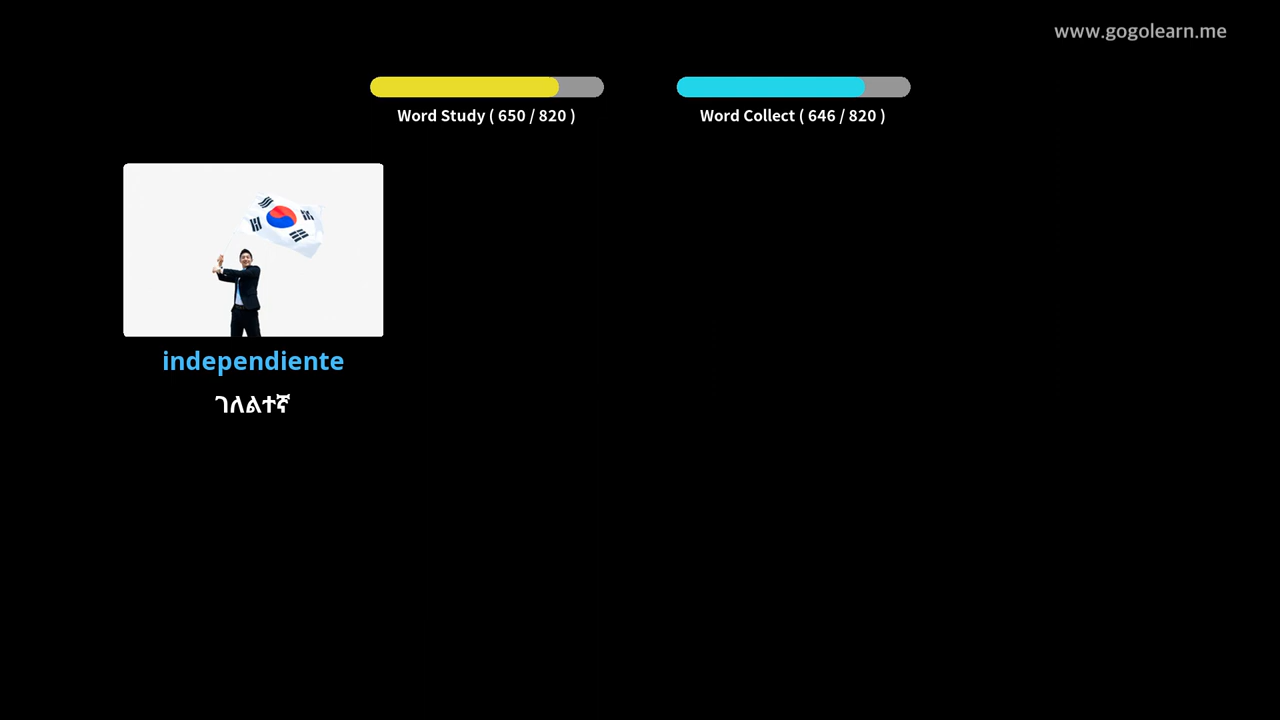 www.gogolearn.me
Word Study ( 650 / 820 )
Word Collect ( 646 / 820 )
independiente
ገለልተኛ